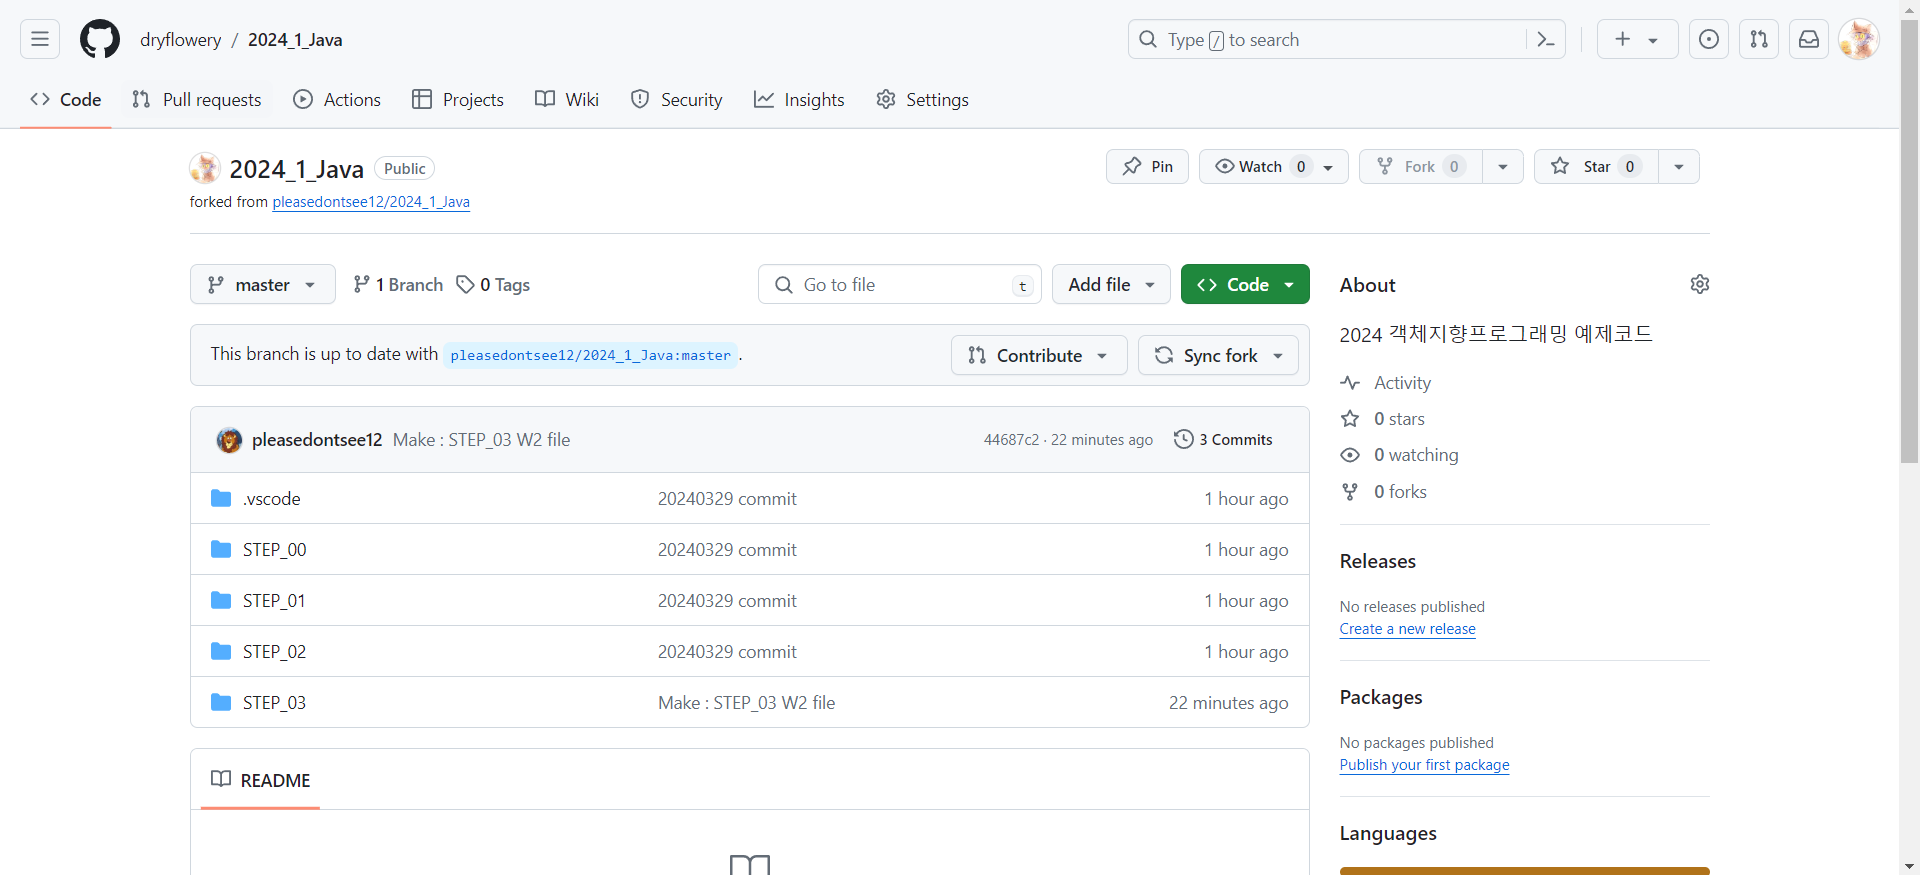 dryflowery / 2024_1_Java
Type / to search
Code Pull requests Actions Projects Wiki Security Insights Settings
2024_1_Java Public
Pin Watch 0 Fork 0 Star 0
forked from pleasedontsee12/2024_1_Java
master 1 Branch 0 Tags Go to file t Add file Code
This branch is up to date with pleasedontsee12/2024_1_Java:master .
Contribute Sync fork
pleasedontsee12 Make : STEP_03 W2 file 44687c2 · 22 minutes ago 3 Commits
.vscode 20240329 commit 1 hour ago
STEP_00 20240329 commit 1 hour ago
STEP_01 20240329 commit 1 hour ago
STEP_02 20240329 commit 1 hour ago
STEP_03 Make : STEP_03 W2 file 22 minutes ago
README
About
2024 객체지향프로그래밍 예제코드
Activity
0 stars
0 watching
0 forks
Releases
No releases published
Create a new release
Packages
No packages published
Publish your first package
Languages